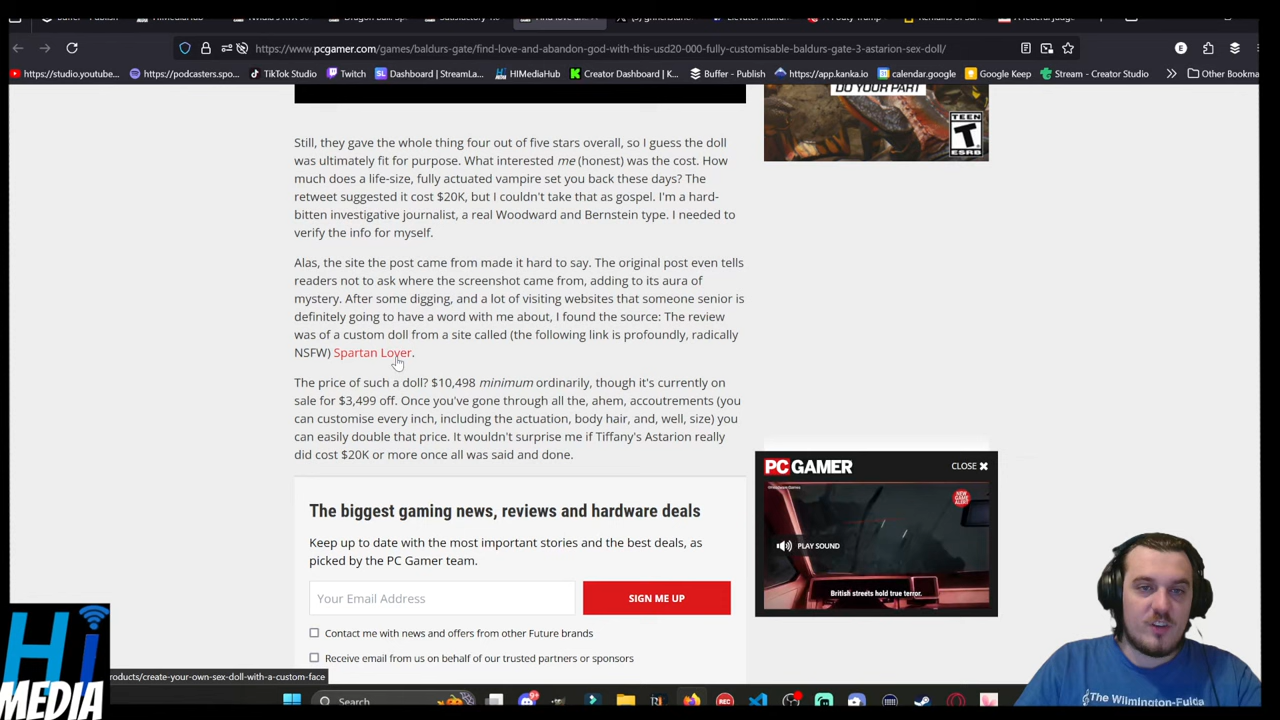 https://www.pcgamer.com/games/baldurs-gate/find-love-and-abandon-god-with-this-usd20-000-fully-customisable-baldurs-gate-3-astarion-sex-doll/
https://studio.youtube...
https://podcasters.spo...
TikTok Studio
Twitch
Dashboard | StreamLa...
HIMediaHub
Creator Dashboard | K...
Buffer - Publish
https://app.kanka.io
calendar.google
Google Keep
Stream - Creator Studio
Other Bookma
DO YOUR PART
TEEN
T
ESRB
Still, they gave the whole thing four out of five stars overall, so I guess the doll
was ultimately fit for purpose. What interested me (honest) was the cost. How
much does a life-size, fully actuated vampire set you back these days? The
retweet suggested it cost $20K, but I couldn't take that as gospel. I'm a hard-
bitten investigative journalist, a real Woodward and Bernstein type. I needed to
verify the info for myself.
Alas, the site the post came from made it hard to say. The original post even tells
readers not to ask where the screenshot came from, adding to its aura of
mystery. After some digging, and a lot of visiting websites that someone senior is
definitely going to have a word with me about, I found the source: The review
was of a custom doll from a site called (the following link is profoundly, radically
NSFW) Spartan Lover.
The price of such a doll? $10,498 minimum ordinarily, though it's currently on
sale for $3,499 off. Once you've gone through all the, ahem, accoutrements (you
can customise every inch, including the actuation, body hair, and, well, size) you
can easily double that price. It wouldn't surprise me if Tiffany's Astarion really
did cost $20K or more once all was said and done.
PC GAMER
CLOSE
NEW GAME ALERT
PLAY SOUND
British streets hold true terror.
The biggest gaming news, reviews and hardware deals
Keep up to date with the most important stories and the best deals, as
picked by the PC Gamer team.
Your Email Address
SIGN ME UP
Contact me with news and offers from other Future brands
Receive email from us on behalf of our trusted partners or sponsors
roducts/create-your-own-sex-doll-with-a-custom-face
Search
Hi
MEDIA
The Wilmington-Fulda